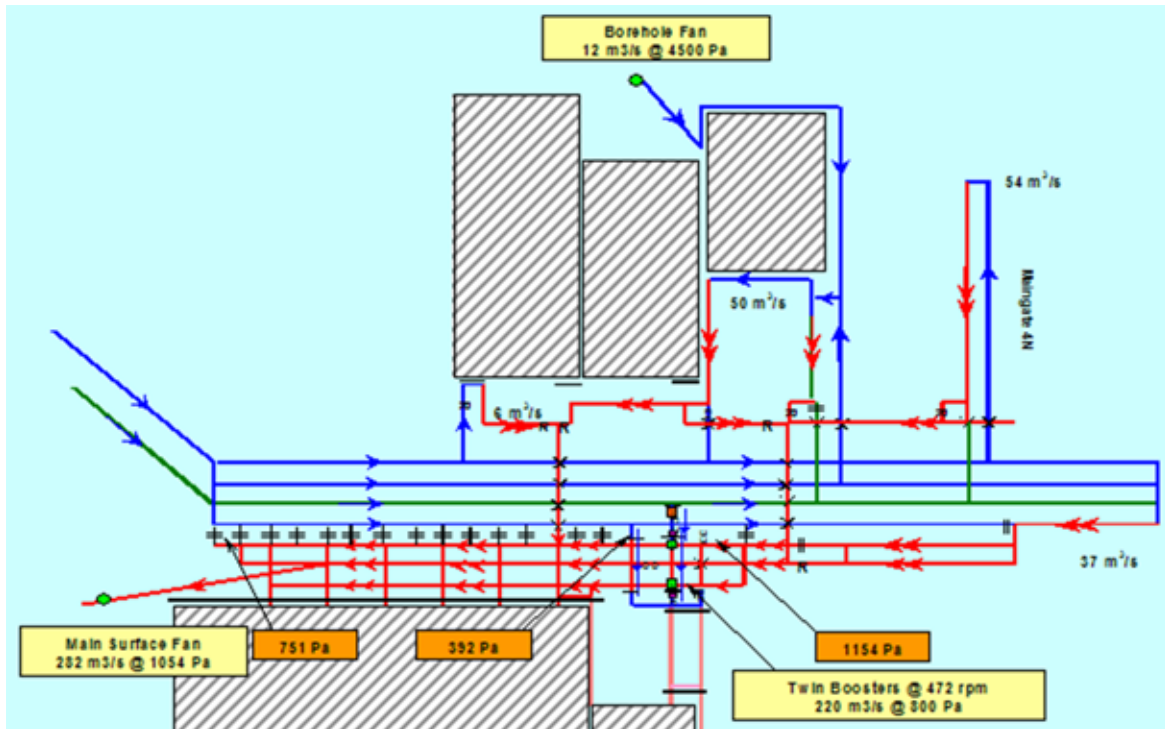 Borehole Fan
12 m3/s @ 4500 Pa
54 m³/s
50 m³/s
Maingate 4N
R
6 m³/s
R R
R
R
R
37 m³/s
R
Main Surface Fan
282 m3/s @ 1054 Pa
751 Pa
392 Pa
1154 Pa
Twin Boosters @ 472 rpm
220 m3/s @ 800 Pa